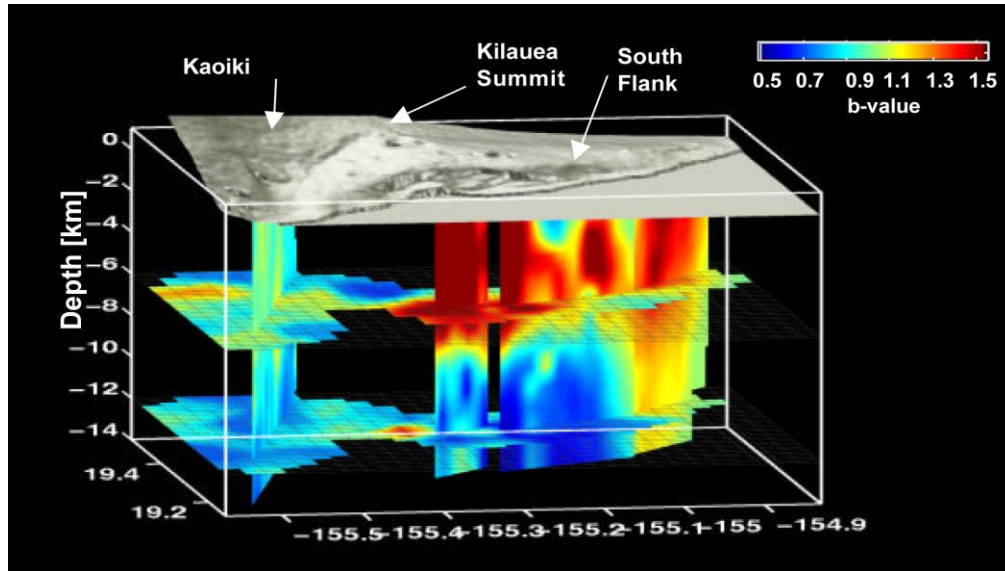 Kaoiki
Kilauea
Summit
South
Flank
0.5 0.7 0.9 1.1 1.3 1.5
b-value
Depth [km]
0
−2
−4
−6
−8
−10
−12
−14
19.4
19.2
−155.5 −155.4 −155.3 −155.2 −155.1 −155 −154.9